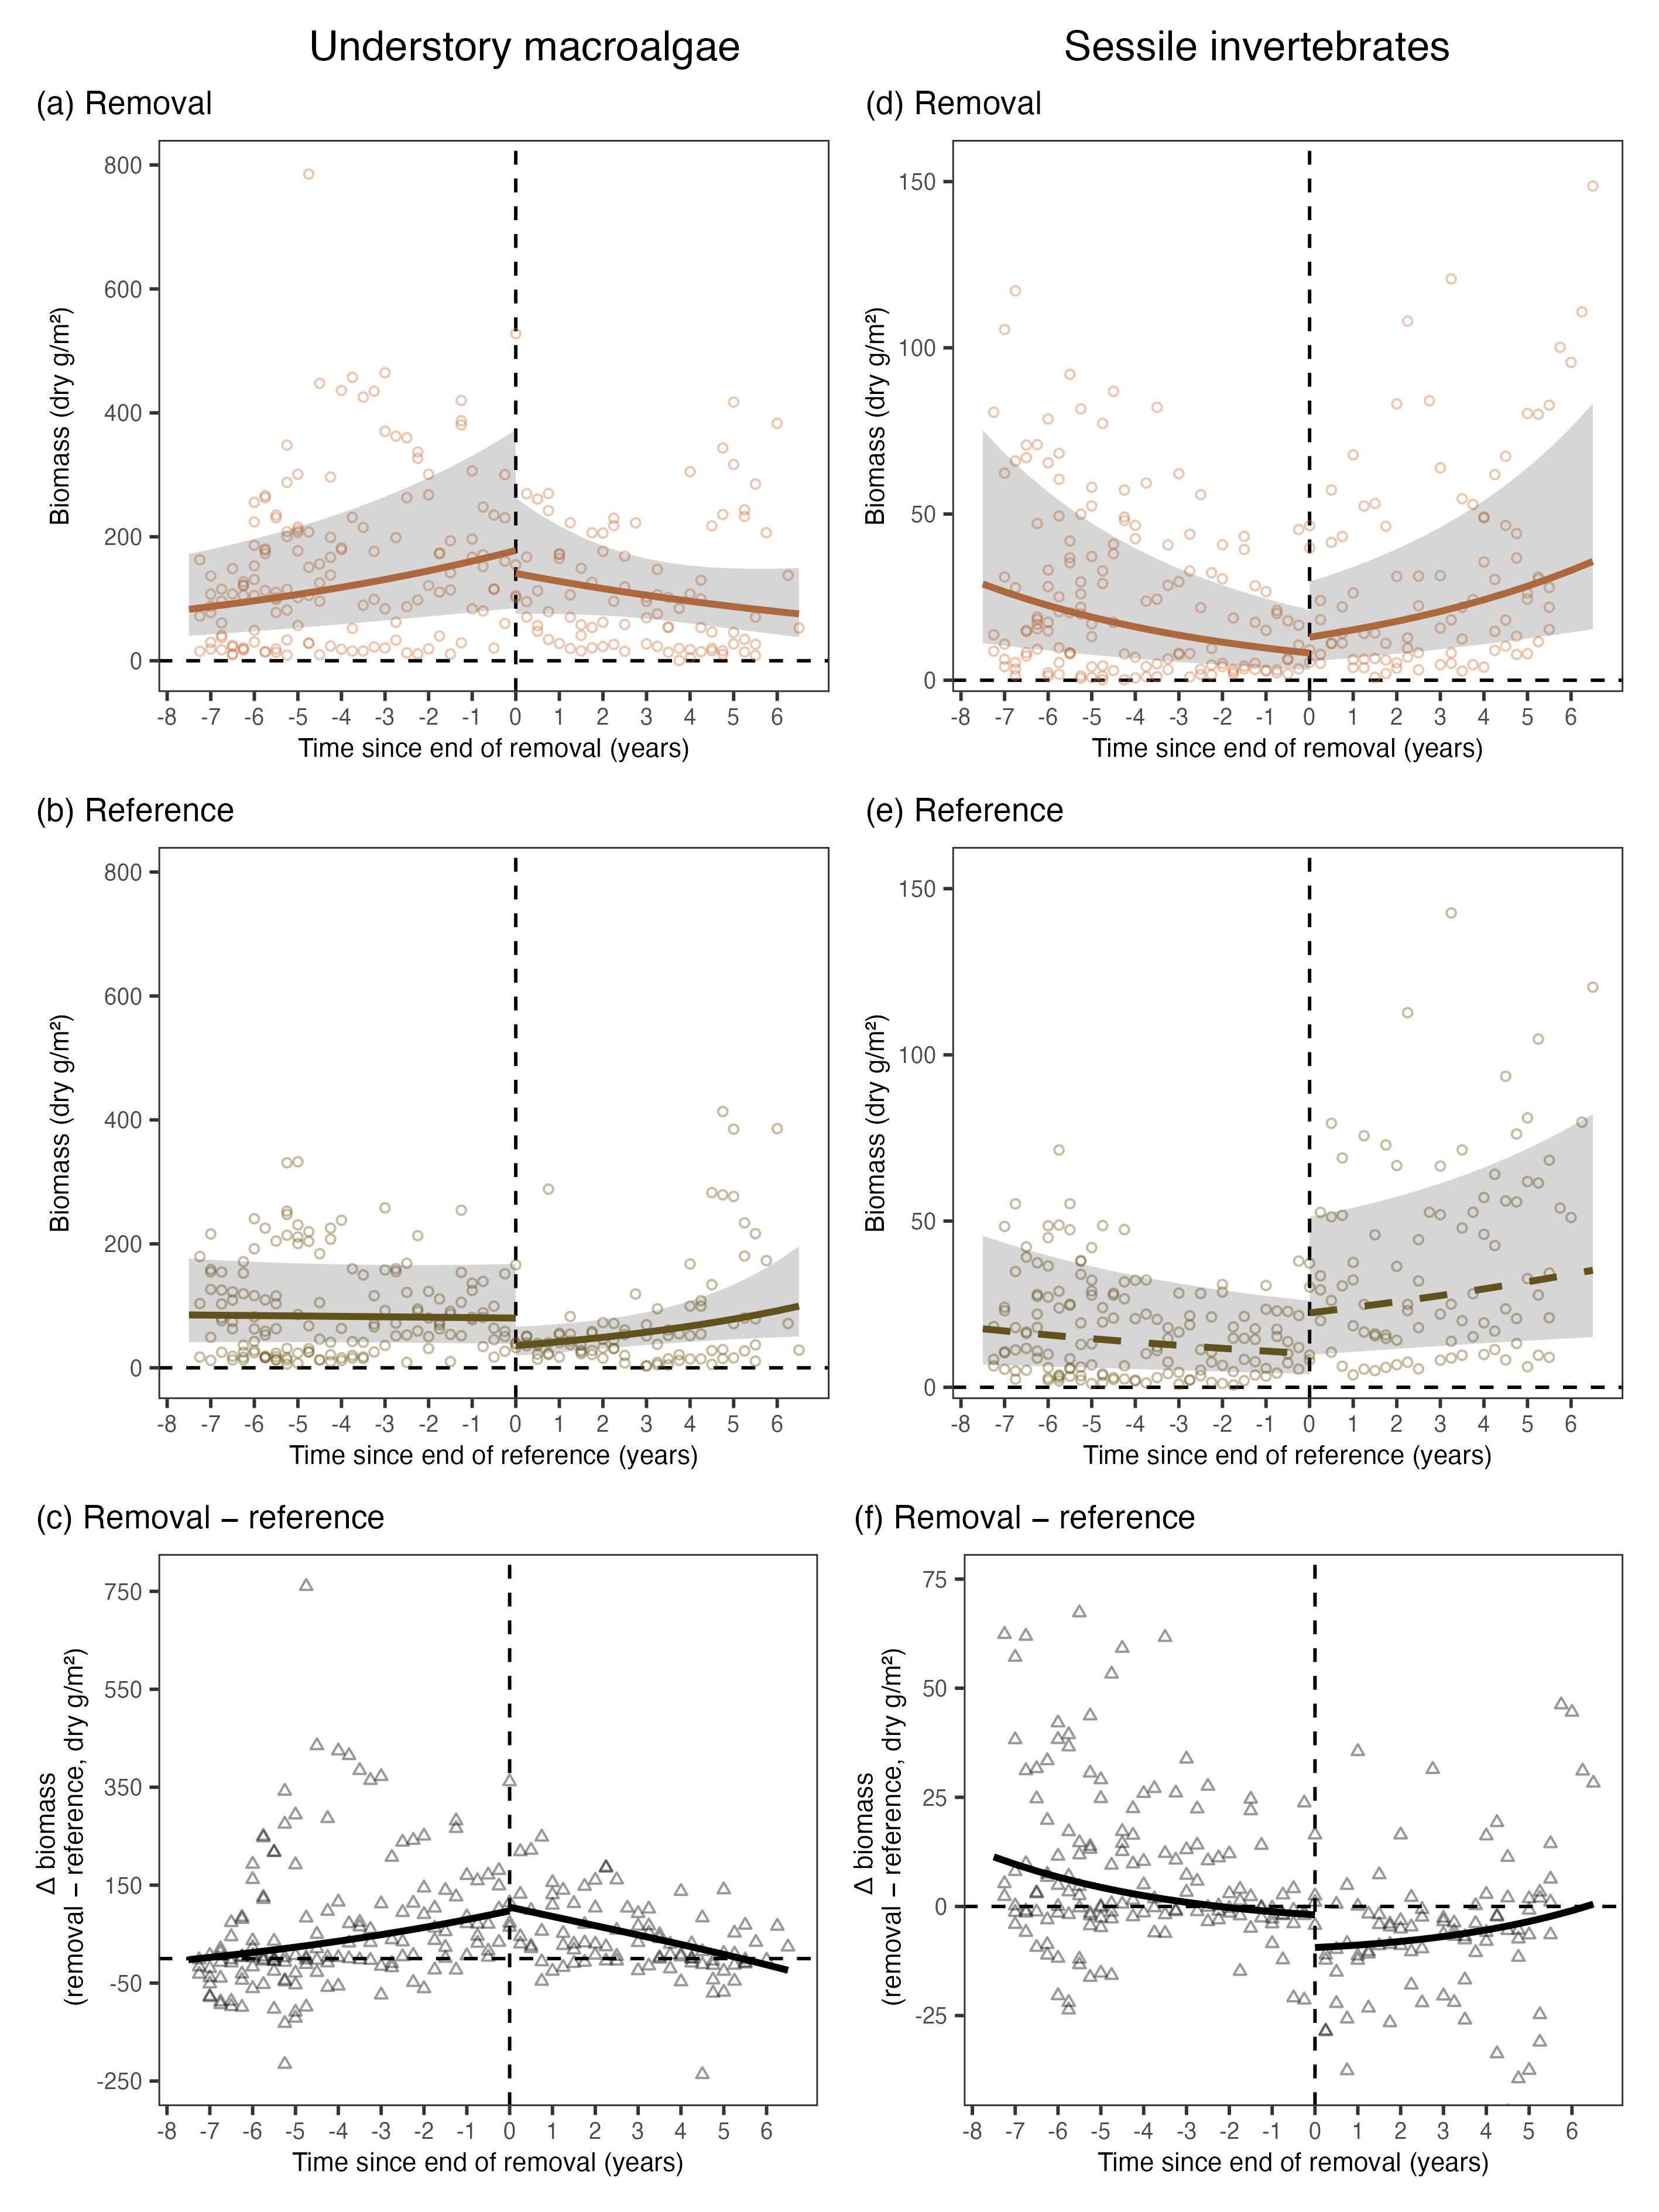 Understory macroalgae
Sessile invertebrates
(a) Removal
800
600
400
200
0
Biomass (dry g/m²)
-8 -7 -6 -5 -4 -3 -2 -1 0 1 2 3 4 5 6
Time since end of removal (years)
(d) Removal
150
100
50
0
Biomass (dry g/m²)
-8 -7 -6 -5 -4 -3 -2 -1 0 1 2 3 4 5 6
Time since end of removal (years)
(b) Reference
800
600
400
200
0
Biomass (dry g/m²)
-8 -7 -6 -5 -4 -3 -2 -1 0 1 2 3 4 5 6
Time since end of reference (years)
(e) Reference
150
100
50
0
Biomass (dry g/m²)
-8 -7 -6 -5 -4 -3 -2 -1 0 1 2 3 4 5 6
Time since end of reference (years)
(c) Removal – reference
750
550
350
150
-50
-250
Δ biomass
(removal – reference, dry g/m²)
-8 -7 -6 -5 -4 -3 -2 -1 0 1 2 3 4 5 6
Time since end of removal (years)
(f) Removal – reference
75
50
25
0
-25
Δ biomass
(removal – reference, dry g/m²)
-8 -7 -6 -5 -4 -3 -2 -1 0 1 2 3 4 5 6
Time since end of removal (years)